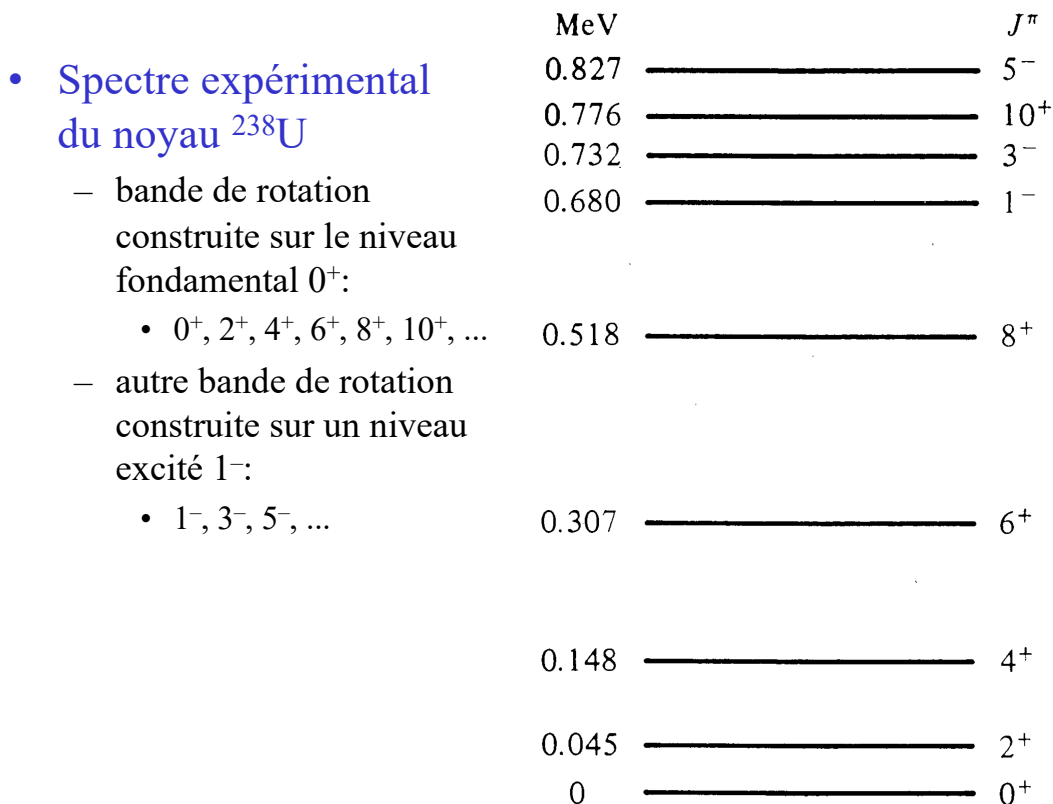 • Spectre expérimental
du noyau ²³⁸U
– bande de rotation
construite sur le niveau
fondamental 0⁺:
• 0⁺, 2⁺, 4⁺, 6⁺, 8⁺, 10⁺, ...
– autre bande de rotation
construite sur un niveau
excité 1⁻:
• 1⁻, 3⁻, 5⁻, ...
MeV J^π
0.827 5⁻
0.776 10⁺
0.732 3⁻
0.680 1⁻
0.518 8⁺
0.307 6⁺
0.148 4⁺
0.045 2⁺
0 0⁺